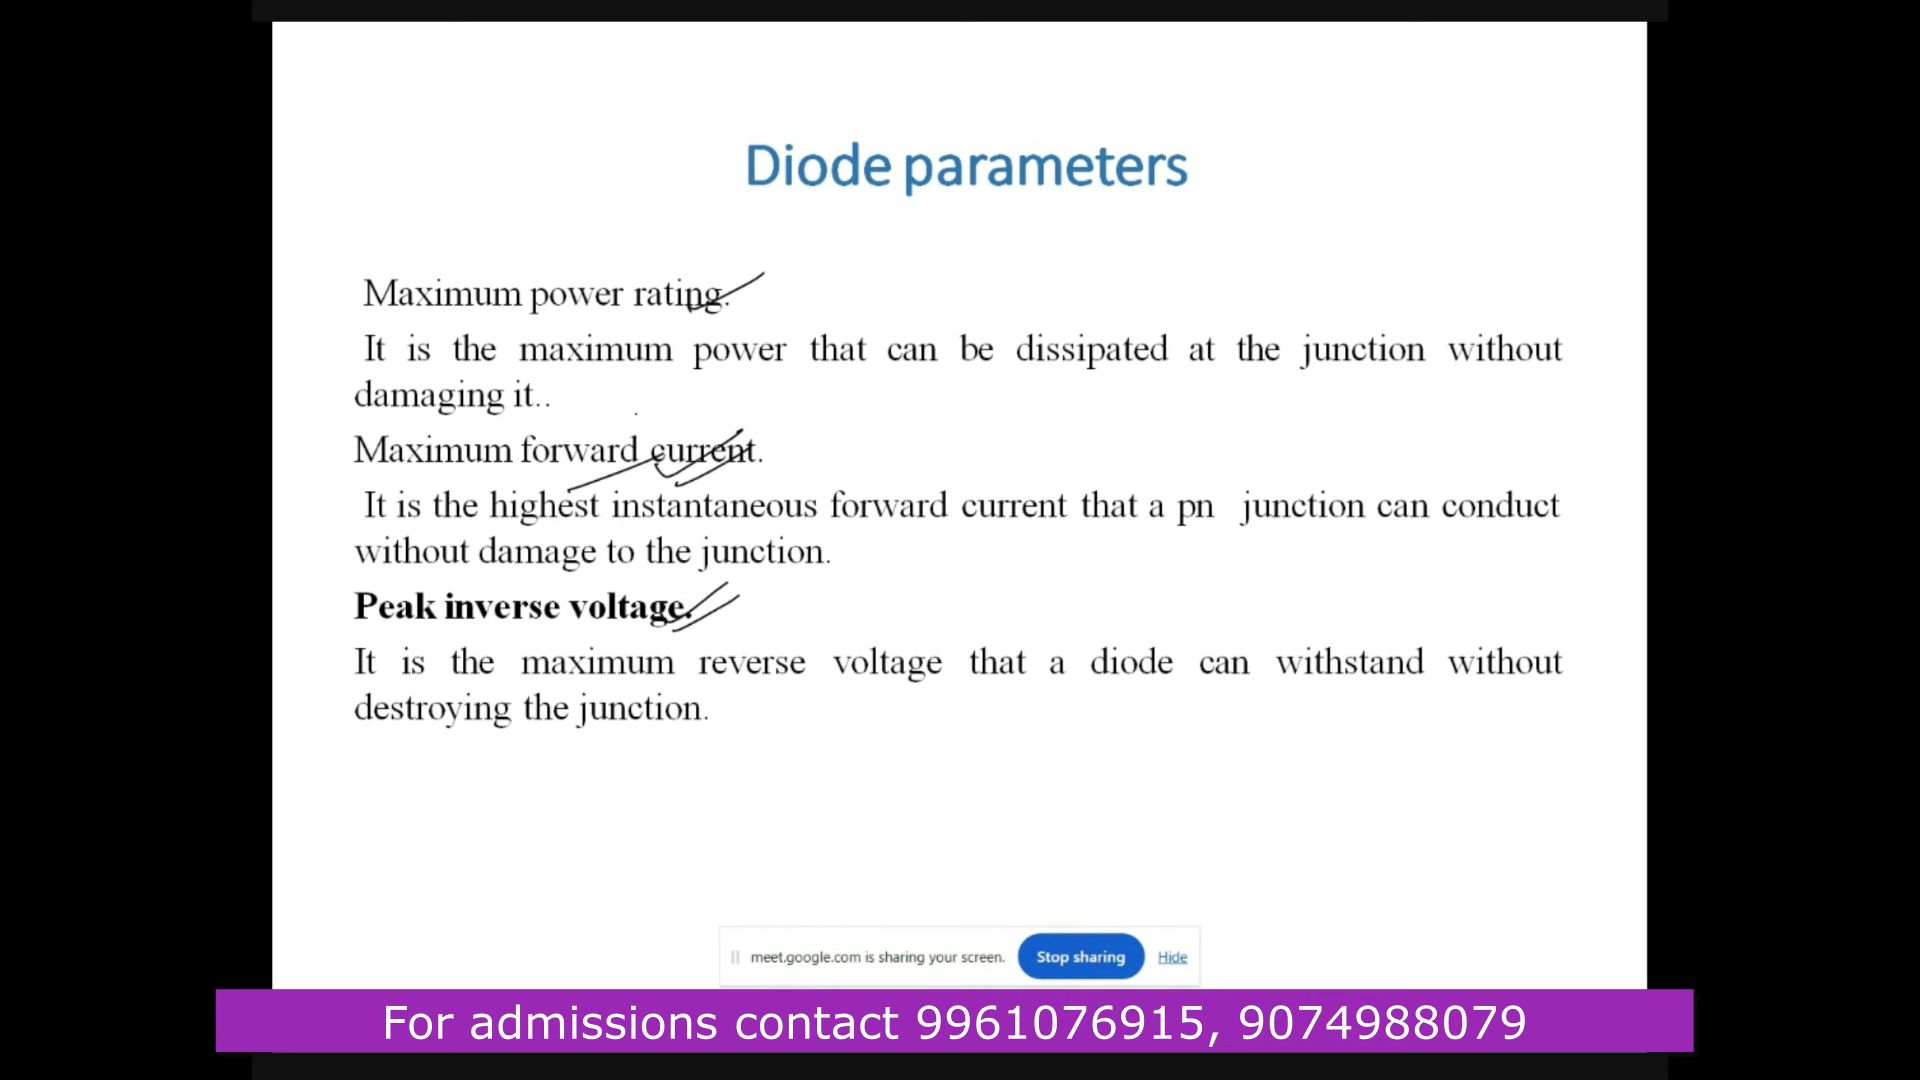 Diode parameters
Maximum power rating.
It is the maximum power that can be dissipated at the junction without
damaging it..
Maximum forward current.
It is the highest instantaneous forward current that a pn junction can conduct
without damage to the junction.
Peak inverse voltage.
It is the maximum reverse voltage that a diode can withstand without
destroying the junction.
meet.google.com is sharing your screen. Stop sharing Hide
For admissions contact 9961076915, 9074988079